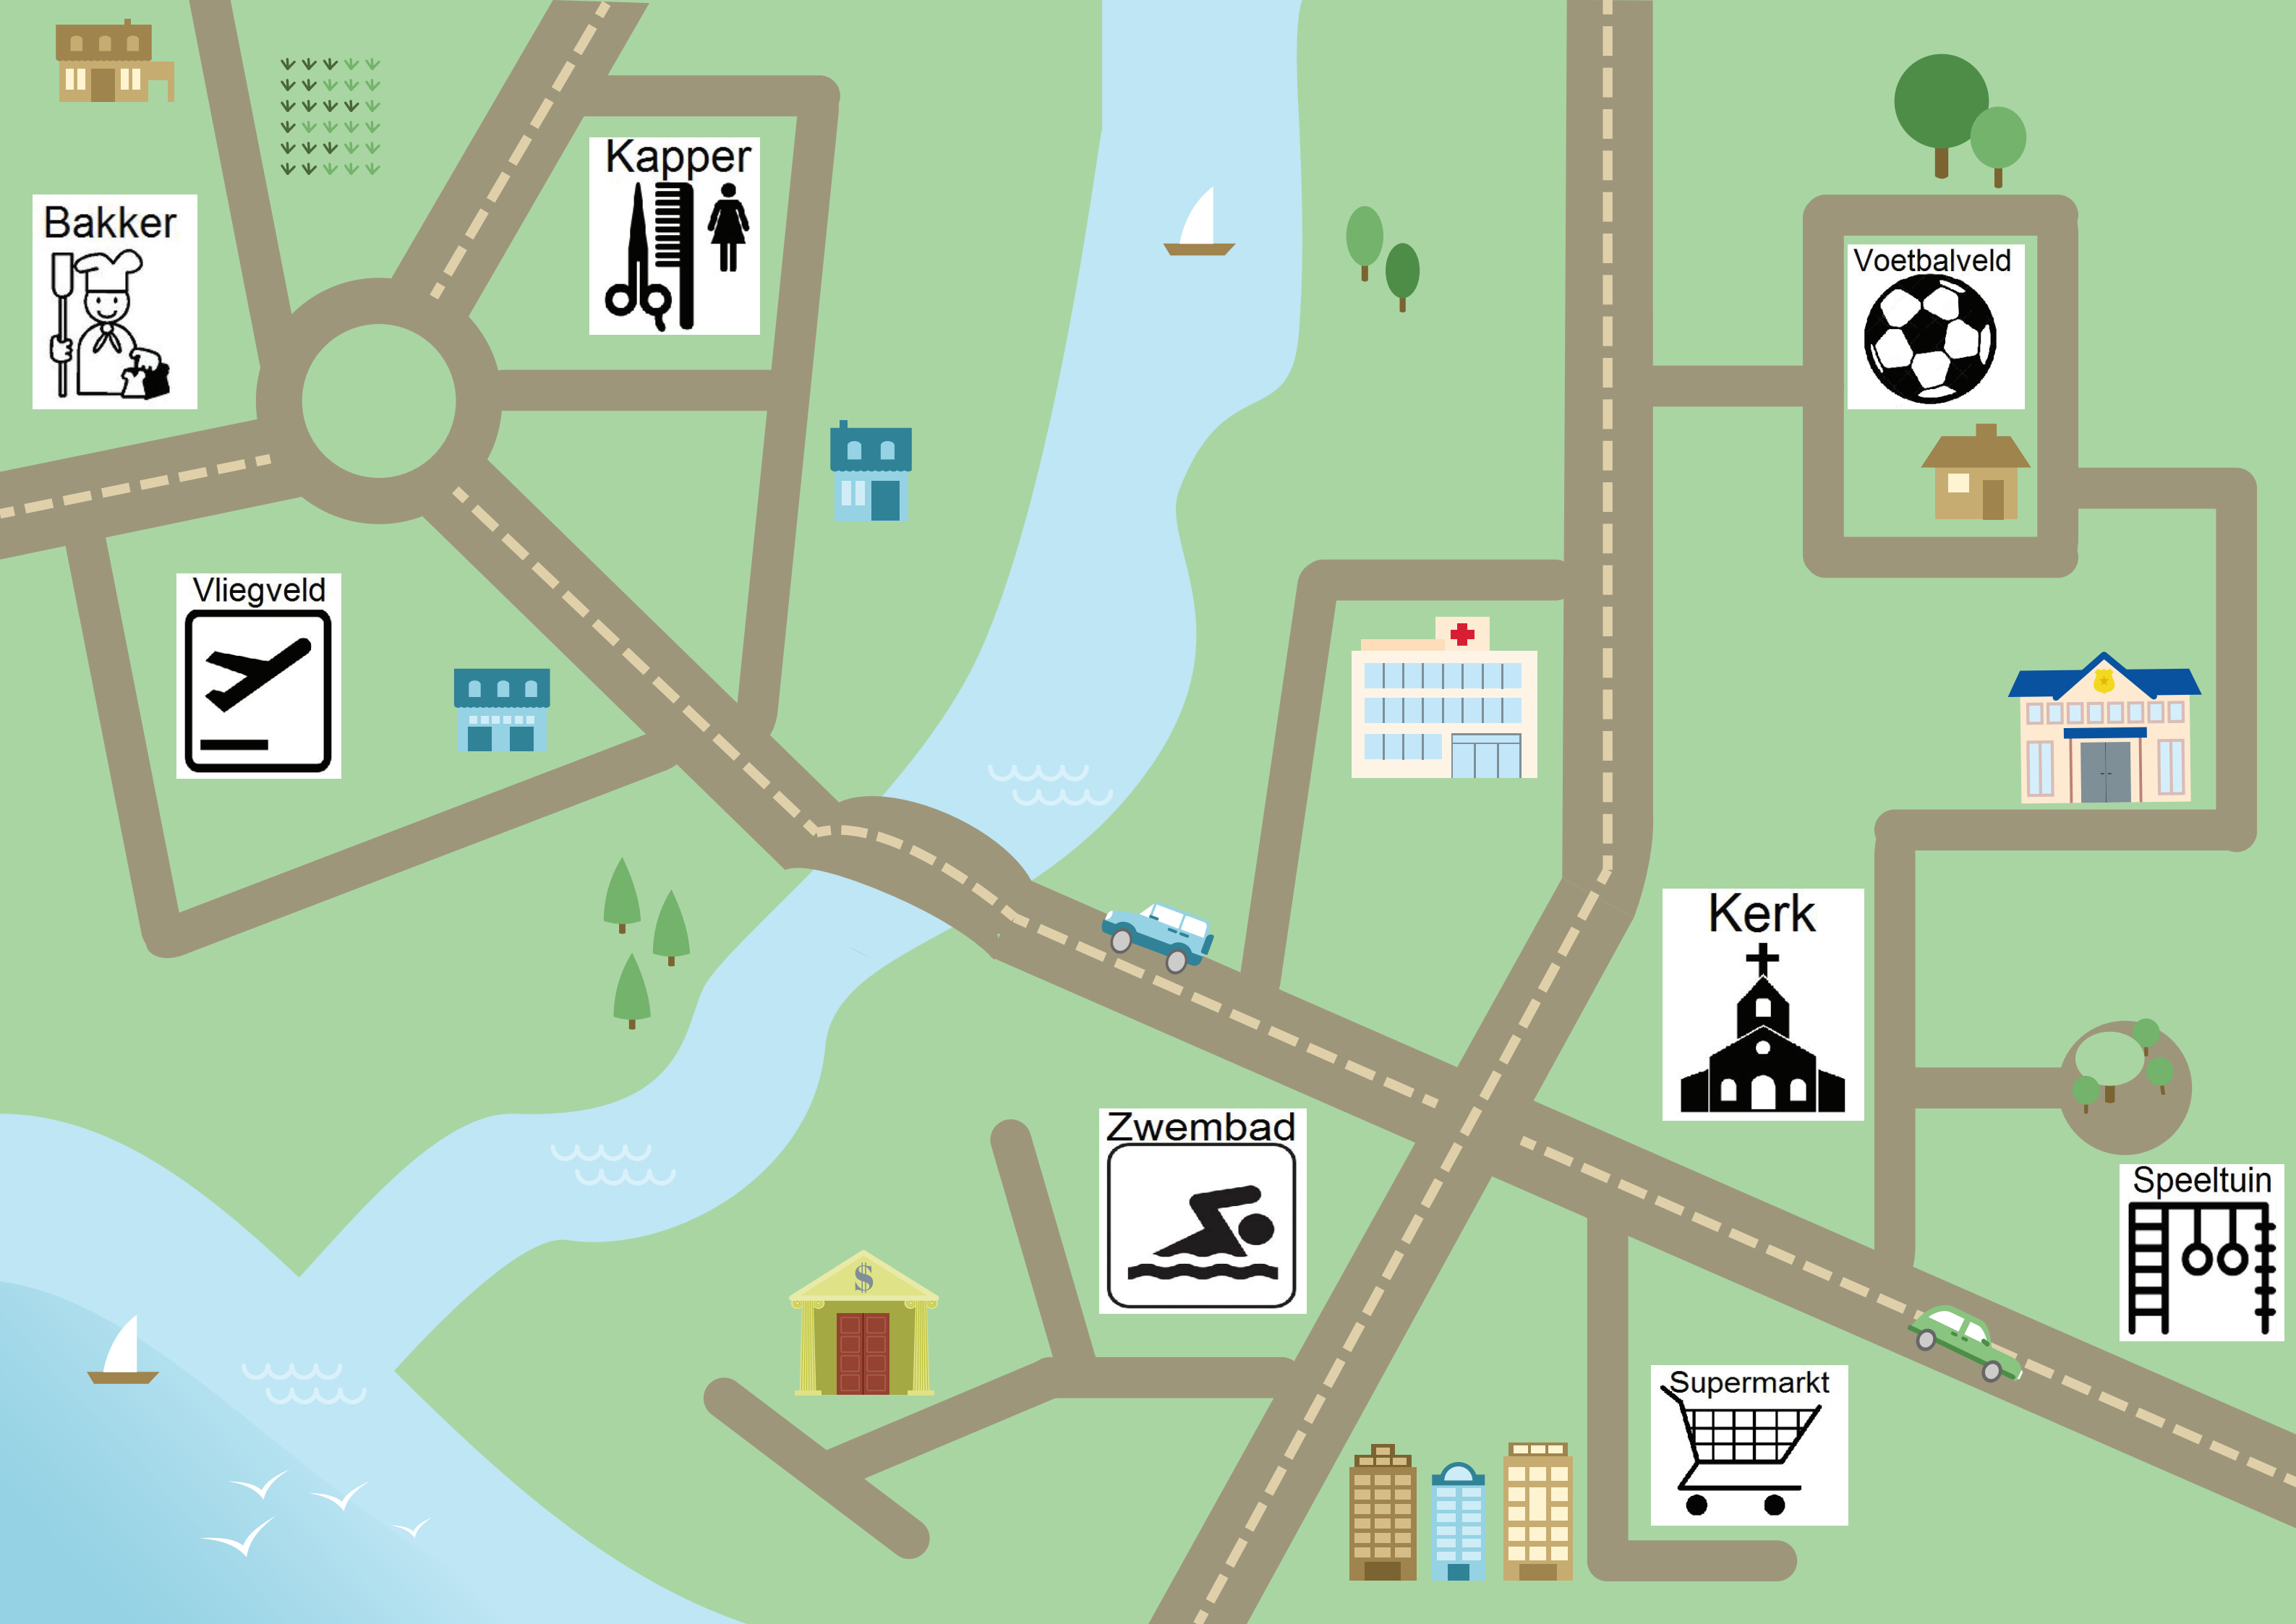 Kapper
Bakker
Voetbalveld
Vliegveld
Kerk
Zwembad
Speeltuin
$
Supermarkt